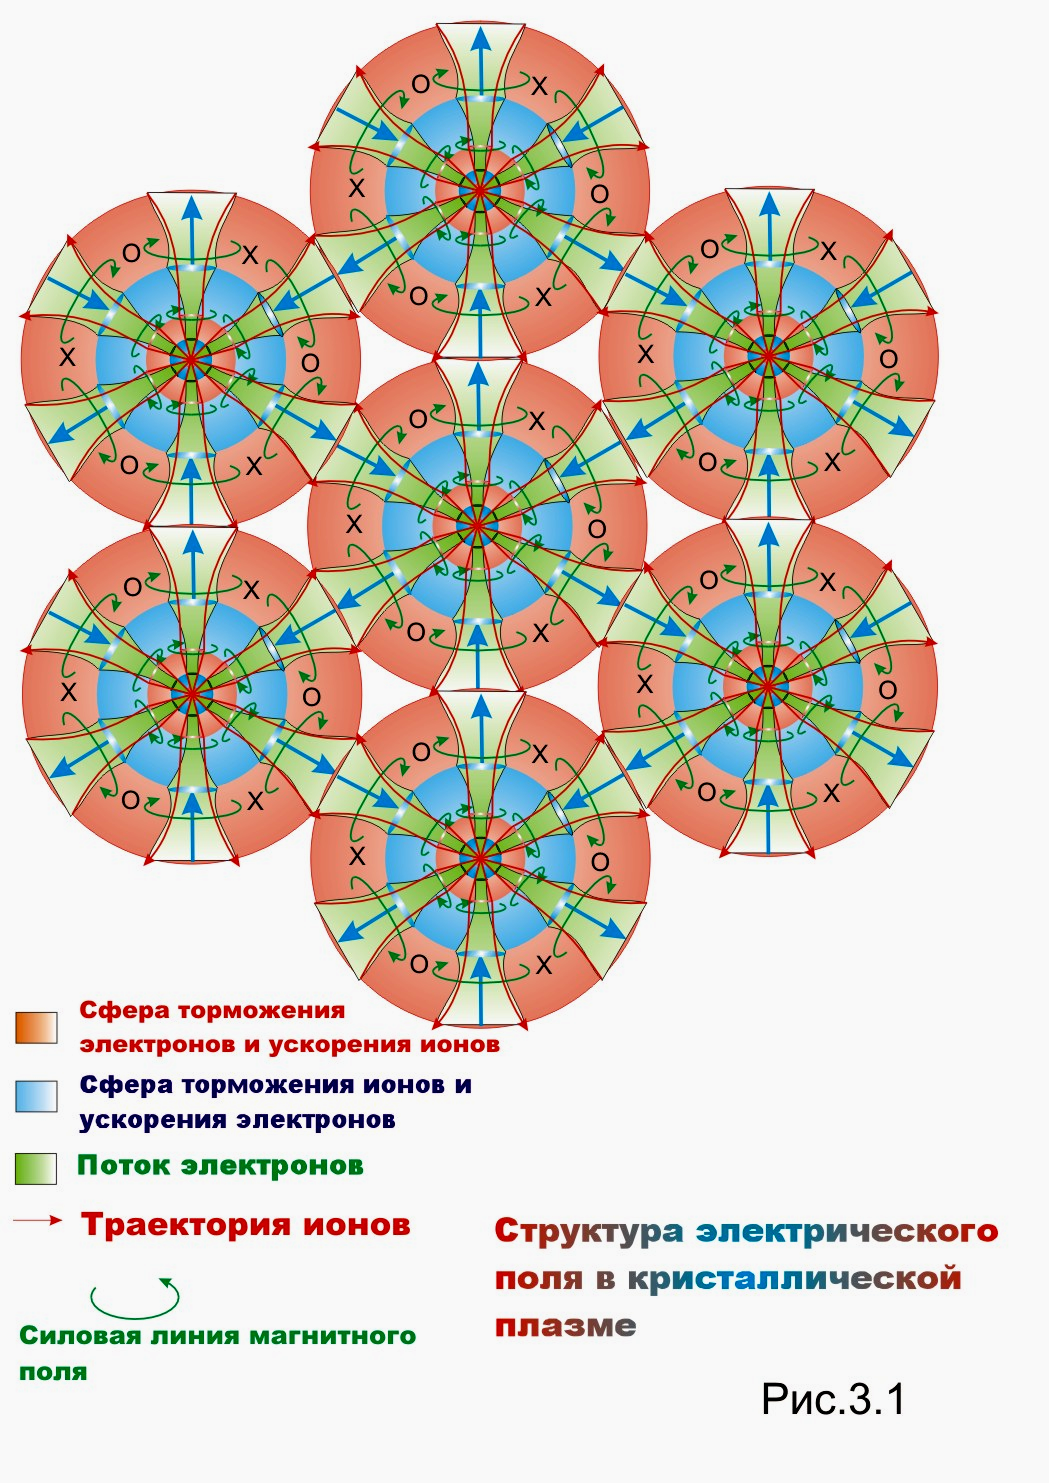 O X
X O
O X
O X
X O
O X
O X
X O
O X
O X
X O
O X
O X
X O
O X
O X
X O
O X
O X
X O
O X
Сфера торможения
электронов и ускорения ионов
Сфера торможения ионов и
ускорения электронов
Поток электронов
Траектория ионов
Силовая линия магнитного
поля
Структура электрического
поля в кристаллической
плазме
Рис.3.1